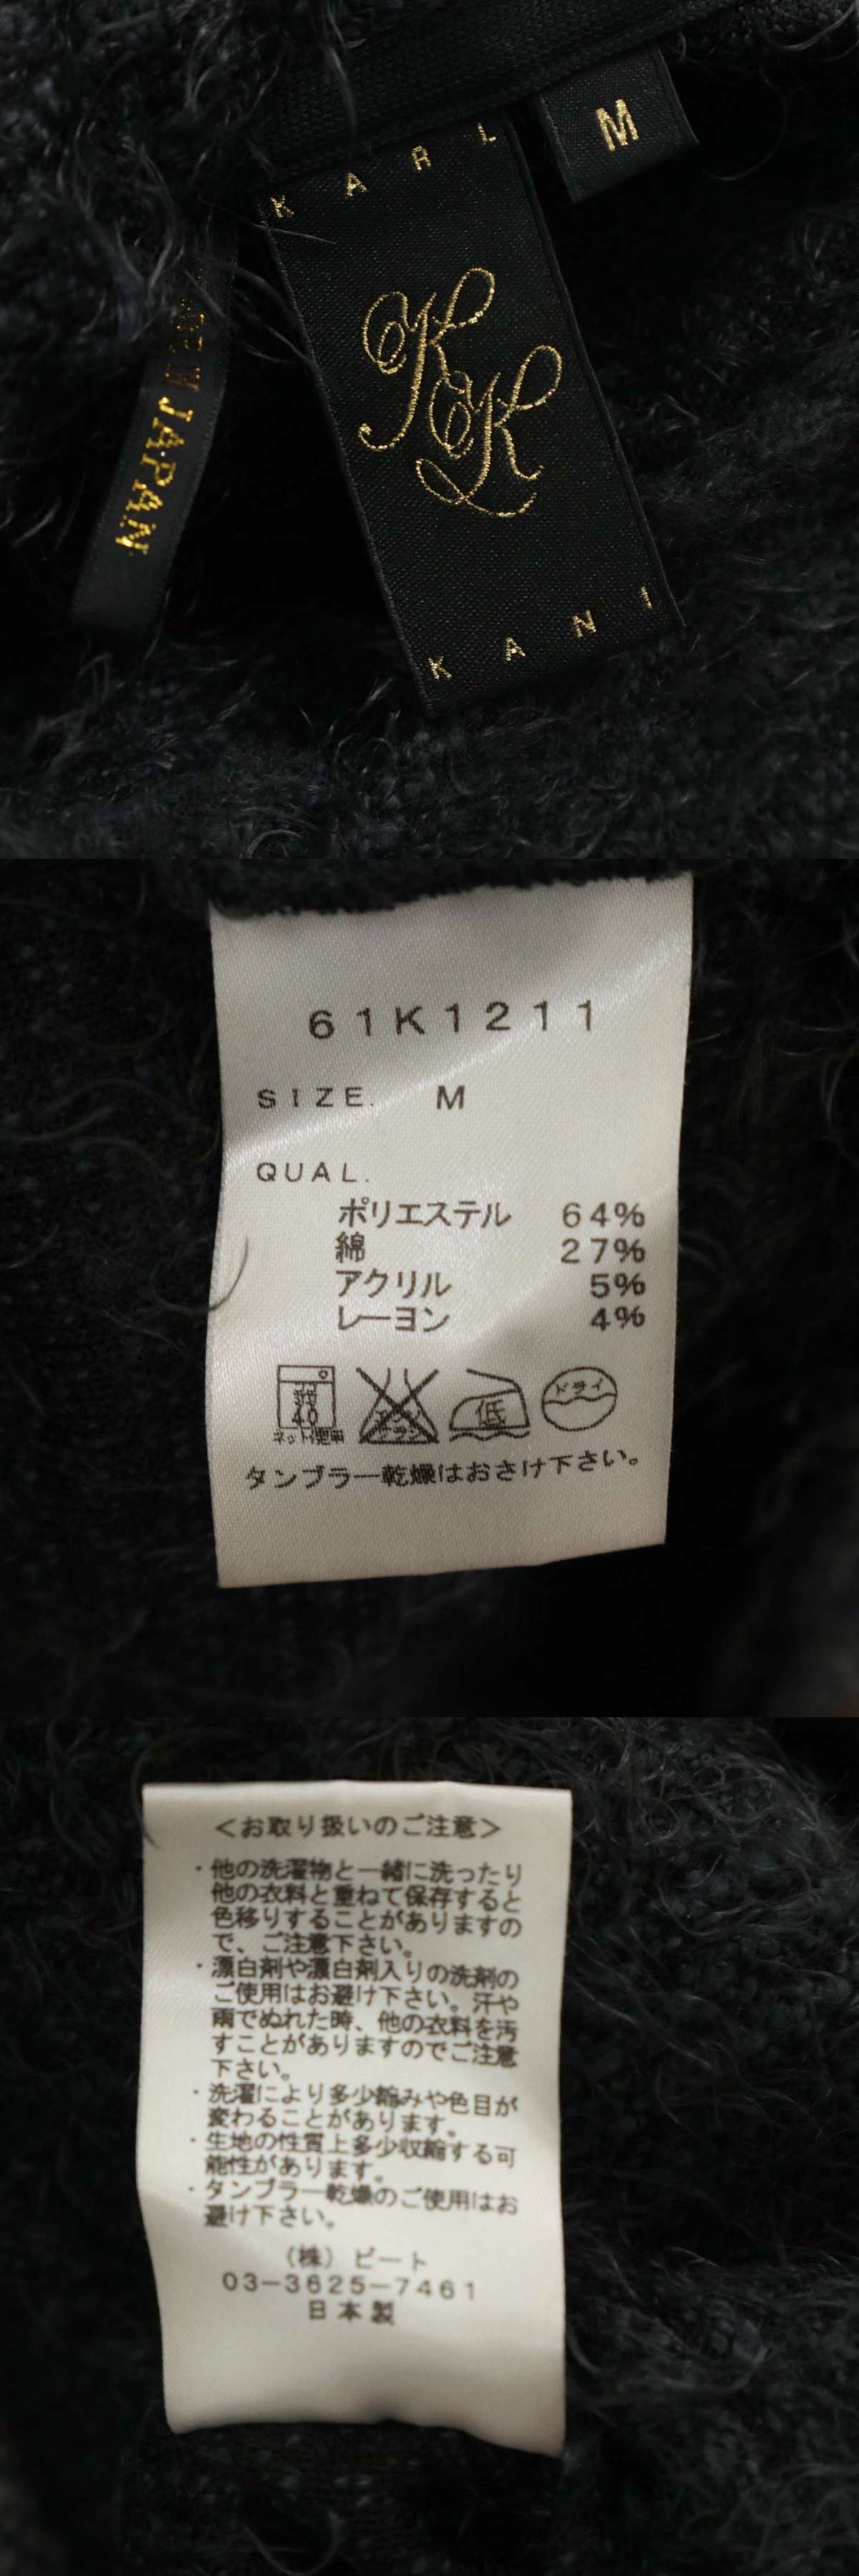 KARL
M
KK
KANI
JAPAN
61K1211
SIZE. M
QUAL.
ポリエステル 64%
綿 27%
アクリル 5%
レーヨン 4%
40
ネット使用
低
ドライ
タンブラー乾燥はおさけ下さい。
＜お取り扱いのご注意＞
・他の洗濯物と一緒に洗ったり
他の衣料と重ねて保存すると
色移りすることがありますの
で、ご注意下さい。
・漂白剤や漂白剤入りの洗剤の
ご使用はお避け下さい。汗や
雨でぬれた時、他の衣料を汚
すことがありますのでご注意
下さい。
・洗濯により多少縮みや色目が
変わることがあります。
・生地の性質上多少収縮する可
能性があります。
・タンブラー乾燥のご使用はお
避け下さい。
（株）ビート
03-3625-7461
日本製